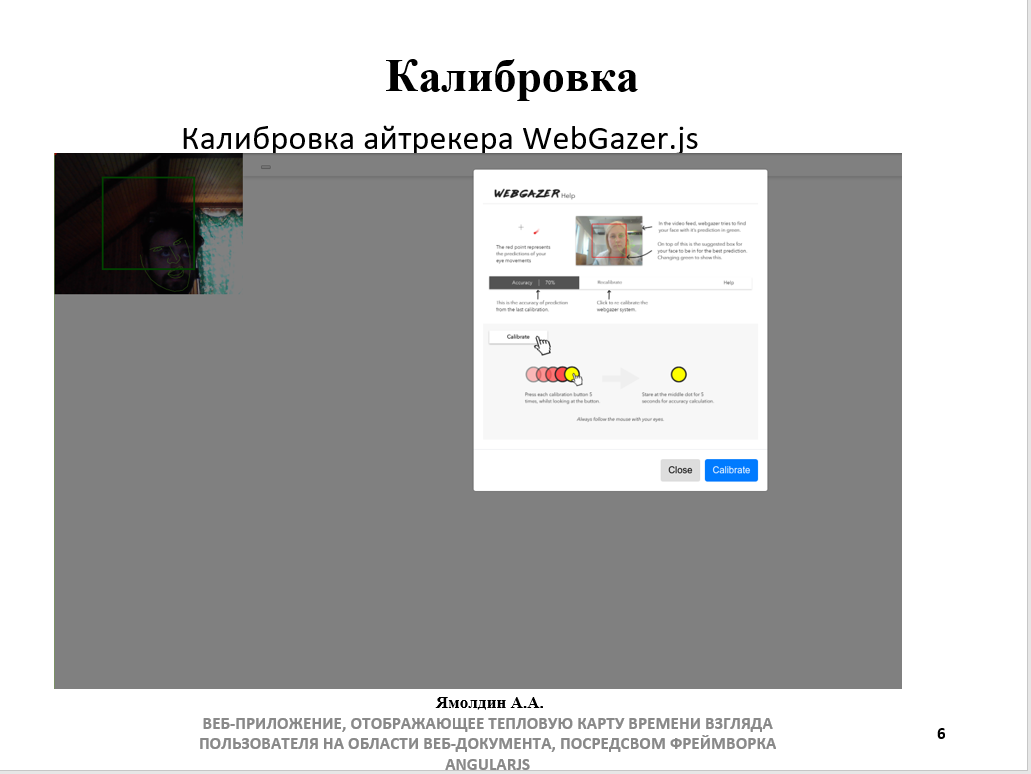 Калибровка
Калибровка айтрекера WebGazer.js
WEBGAZER Help
The red point represents
the predictions of your
eye movements
In the video feed, webgazer tries to find
your face with it's prediction in green.
On top of this is the suggested box for
your face to be in for the best prediction.
Changing green to show this.
Accuracy | 70%
Recalibrate
Help
This is the accuracy of prediction
from the last calibration.
Click to re calibrate the
webgazer system.
Calibrate
Press each calibration button 5
times, whilst looking at the button.
Stare at the middle dot for 5
seconds for accuracy calculation.
Always follow the mouse with your eyes.
Close
Calibrate
Ямолдин А.А.
ВЕБ-ПРИЛОЖЕНИЕ, ОТОБРАЖАЮЩЕЕ ТЕПЛОВУЮ КАРТУ ВРЕМЕНИ ВЗГЛЯДА
ПОЛЬЗОВАТЕЛЯ НА ОБЛАСТИ ВЕБ-ДОКУМЕНТА, ПОСРЕДСВОМ ФРЕЙМВОРКА
ANGULARJS
6